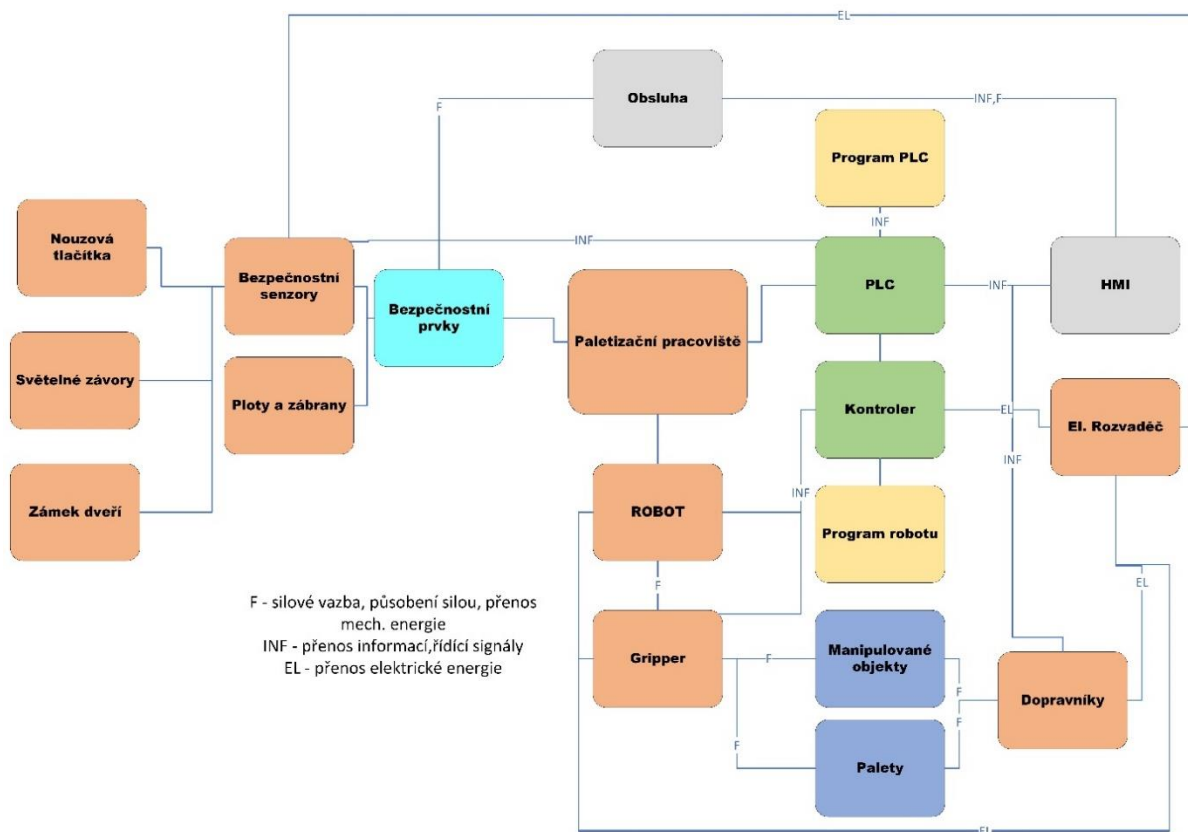 EL
Obsluha
F
INF,F
Program PLC
INF
Nouzová
tlačítka
Bezpečnostní
senzory
INF
PLC
INF
HMI
Bezpečnostní
prvky
Paletizační pracoviště
Světelné závory
Ploty a zábrany
Kontroler
EL
El. Rozvaděč
INF
Zámek dveří
ROBOT
INF
Program robotu
F
EL
F - silové vazba, působení silou, přenos
mech. energie
INF - přenos informací,řídící signály
EL - přenos elektrické energie
Gripper
F
Manipulované
objekty
F
Dopravníky
F
F
Palety
EL